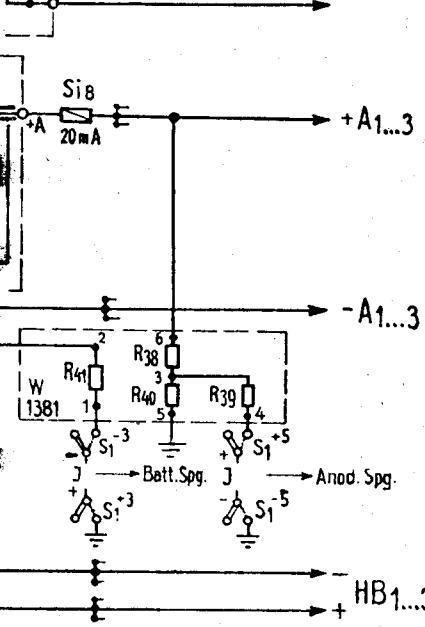 Si8
+A
20mA
+A1...3
-A1...3
2
6
R38
R41
3
W
1381
R40
R39
1
5
4
S1-3
S1+5
-
+
J
Batt.Spg.
J
Anod. Spg.
+
-
S1+3
S1-5
-
HB1...3
+